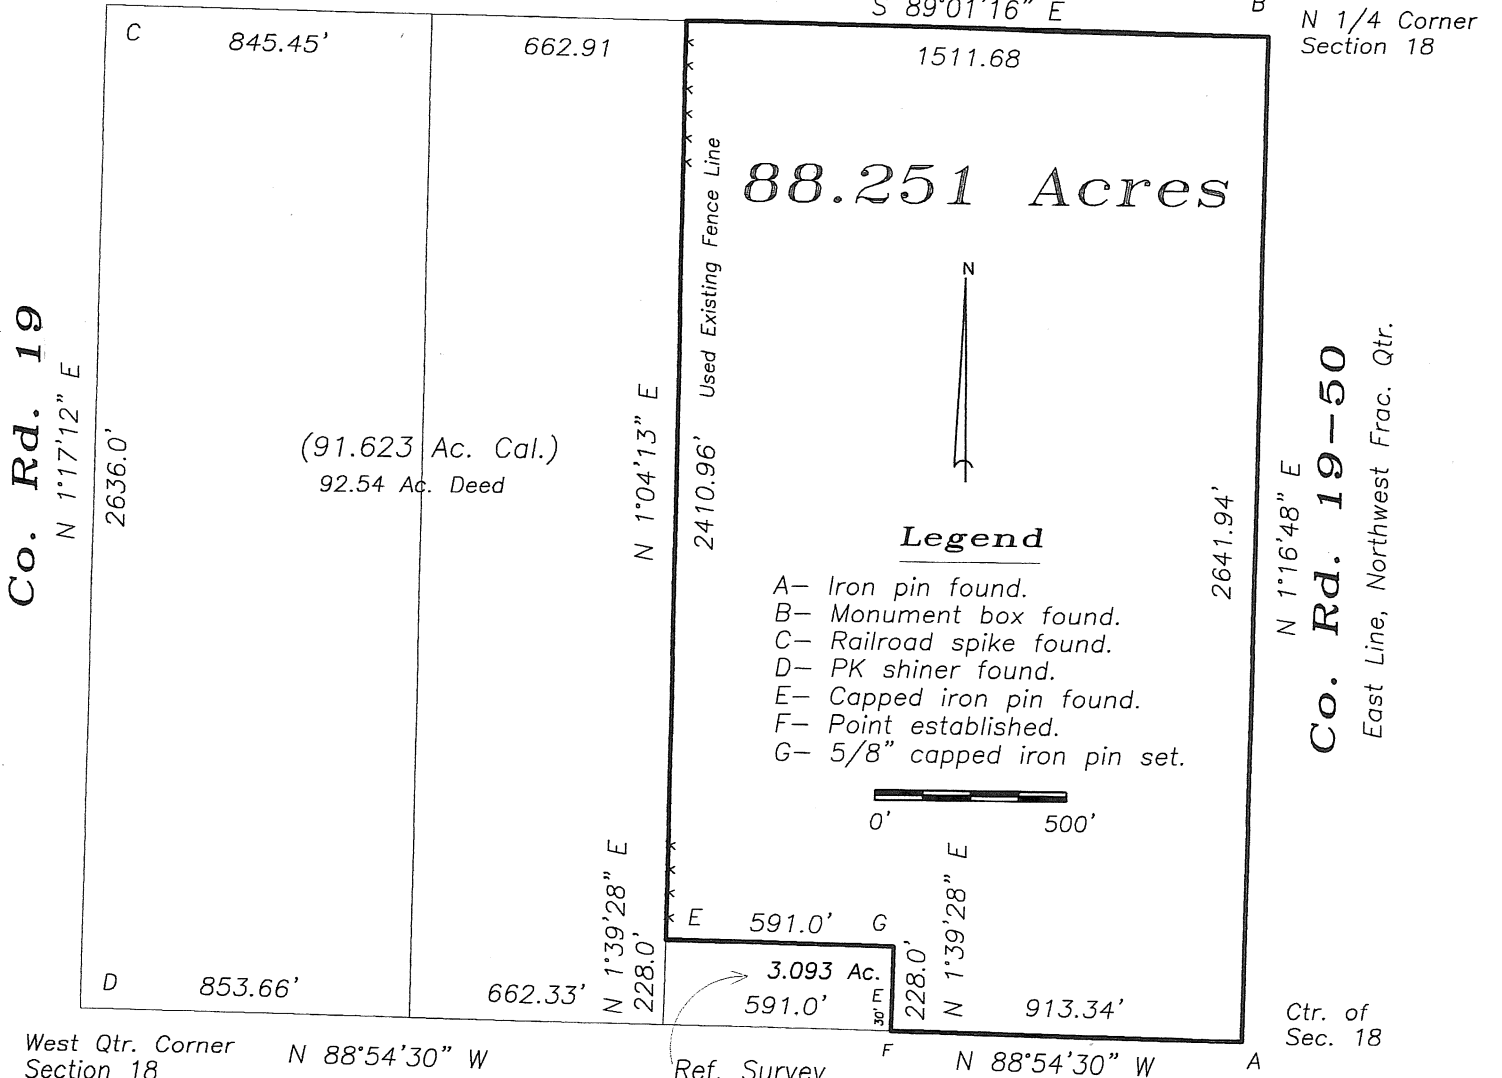 S 89°01'16" E
B
N 1/4 Corner
Section 18
C
845.45'
662.91
1511.68
88.251 Acres
Used Existing Fence Line
N
Co. Rd. 19
N 1°17'12" E
2636.0'
(91.623 Ac. Cal.)
92.54 Ac. Deed
N 1°04'13" E
2410.96'
2641.94'
N 1°16'48" E
Co. Rd. 19-50
East Line, Northwest Frac. Qtr.
Legend
A- Iron pin found.
B- Monument box found.
C- Railroad spike found.
D- PK shiner found.
E- Capped iron pin found.
F- Point established.
G- 5/8" capped iron pin set.
0' 500'
N 1°39'28" E
228.0'
E
591.0'
G
N 1°39'28" E
228.0'
3.093 Ac.
591.0'
E
30'
D
853.66'
662.33'
913.34'
Ctr. of
Sec. 18
West Qtr. Corner
Section 18
N 88°54'30" W
Ref. Survey
F
N 88°54'30" W
A